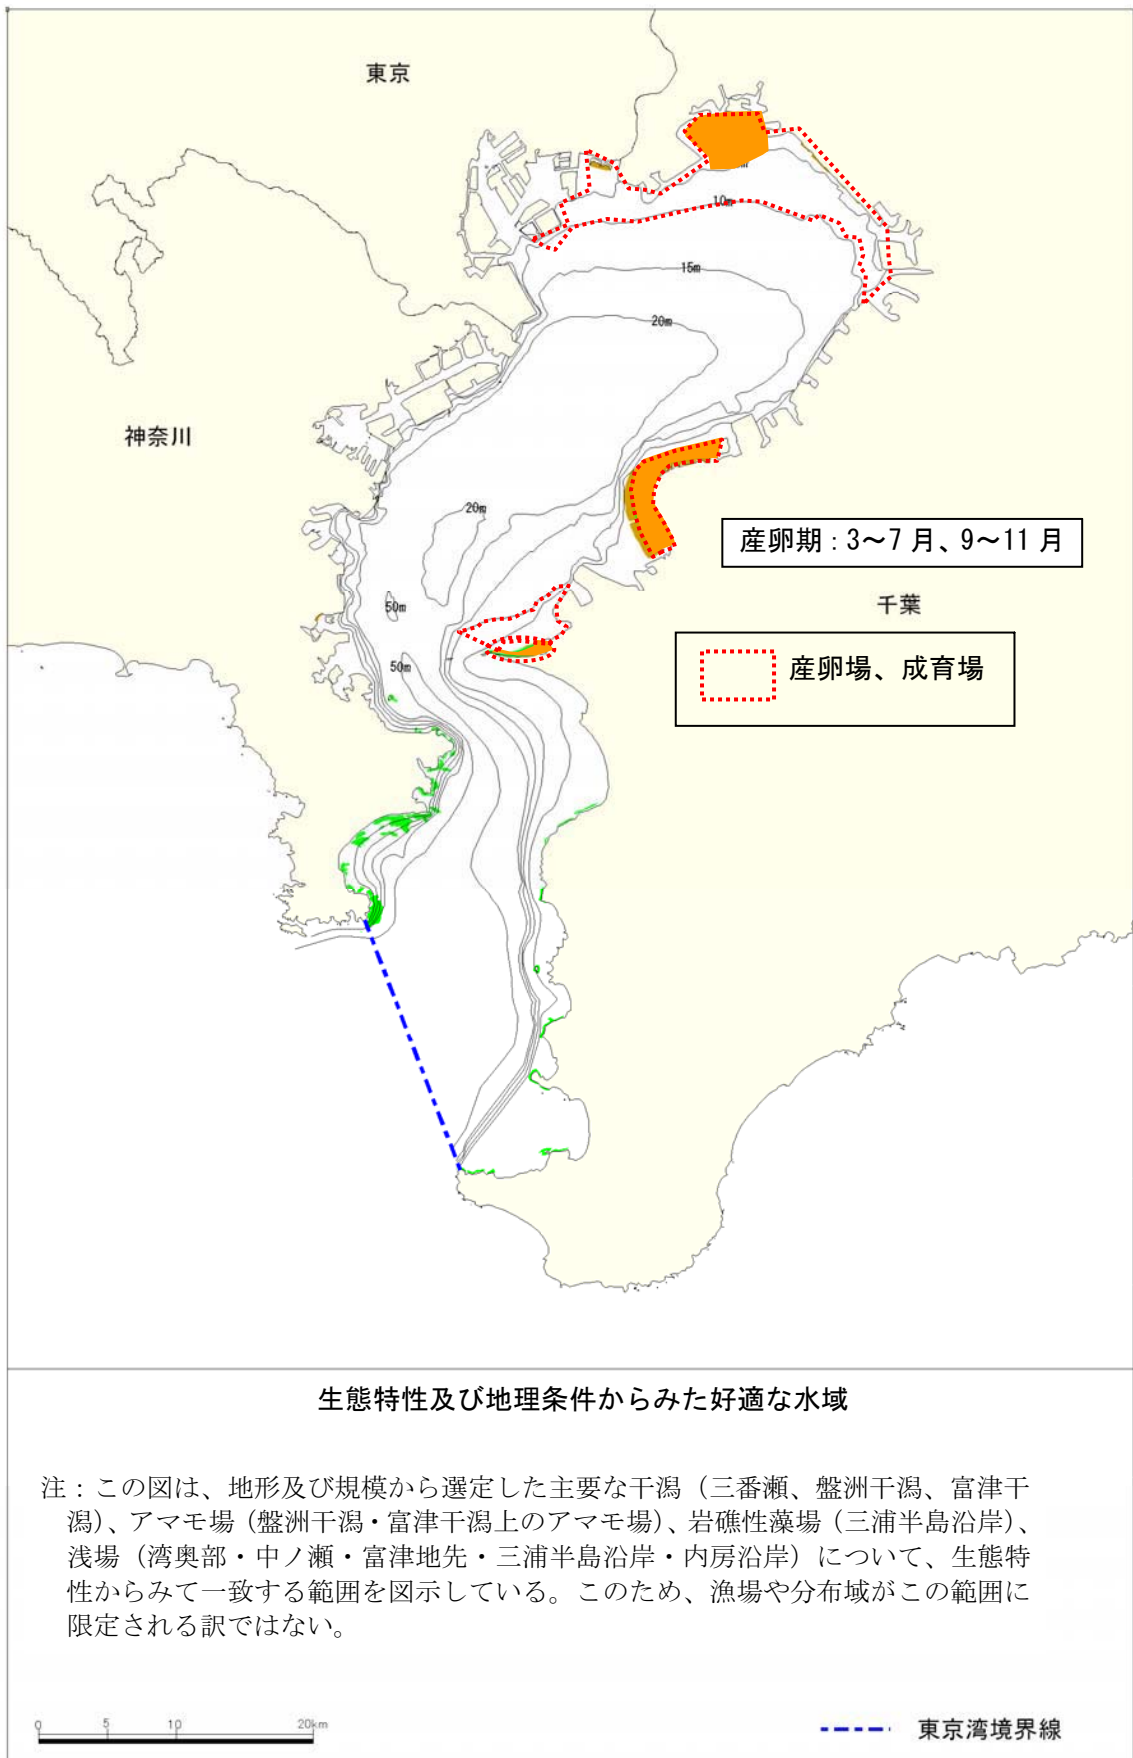 東京
10m
15m
20m
神奈川
20m
産卵期：3～7 月、9～11 月
千葉
50m
産卵場、成育場
50m
生態特性及び地理条件からみた好適な水域
注：この図は、地形及び規模から選定した主要な干潟（三番瀬、盤洲干潟、富津干
潟）、アマモ場（盤洲干潟・富津干潟上のアマモ場）、岩礁性藻場（三浦半島沿岸）、
浅場（湾奥部・中ノ瀬・富津地先・三浦半島沿岸・内房沿岸）について、生態特
性からみて一致する範囲を図示している。このため、漁場や分布域がこの範囲に
限定される訳ではない。
0 5 10 20km
東京湾境界線